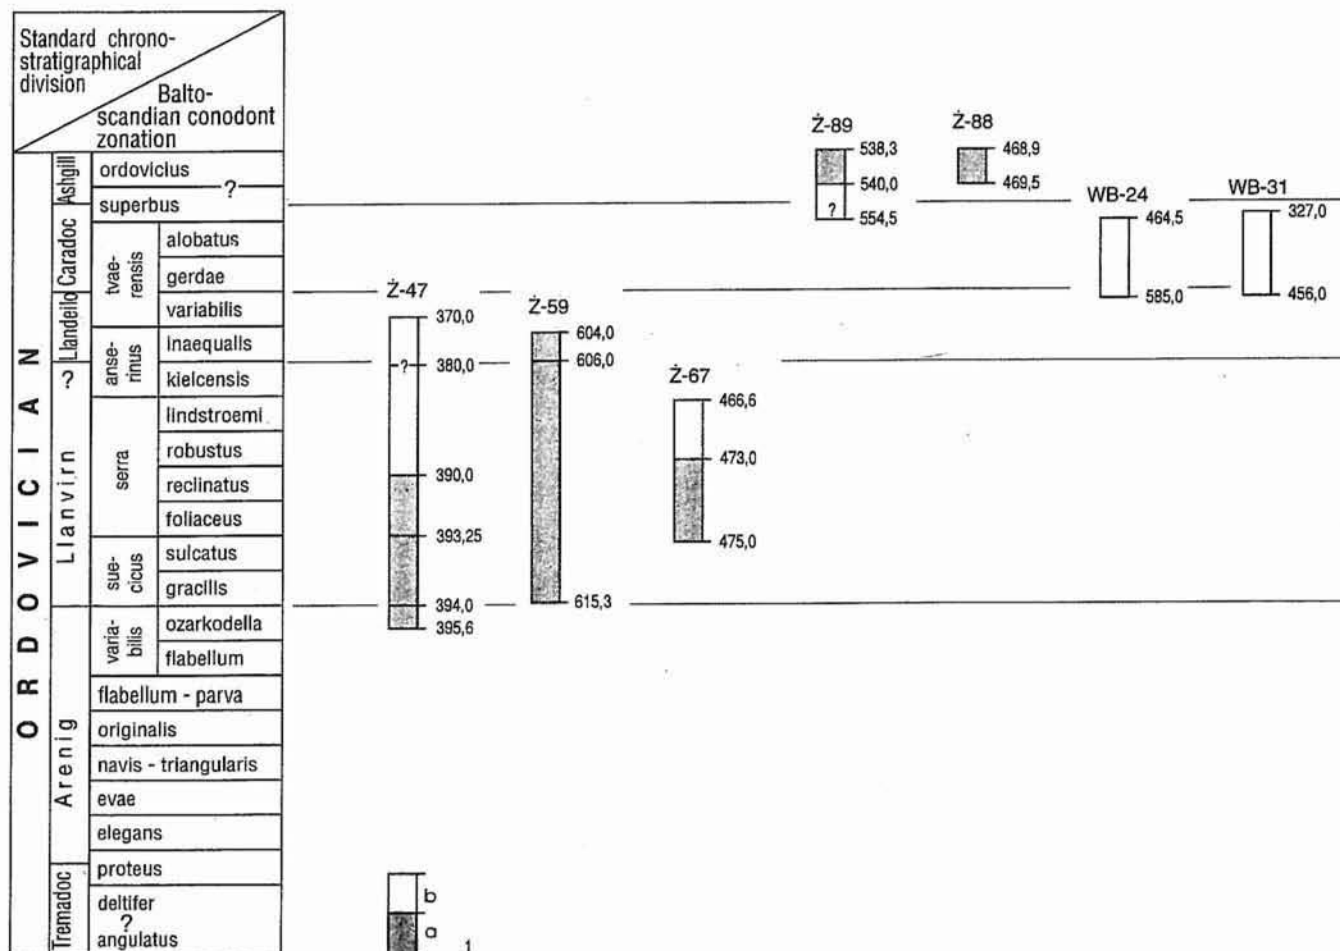 Standard chrono-
stratigraphical
division
Balto-
scandian conodont
zonation
ORDOVICIAN
Ashgill
Caradoc
Llandeilo
?
Llanvirn
Arenig
Tremadoc
ordovicius
?
superbus
tvae-
rensis
alobatus
gerdae
variabilis
anse-
rinus
inaequalis
kielcensis
serra
lindstroemi
robustus
reclinatus
foliaceus
sue-
cicus
sulcatus
gracilis
varia-
bilis
ozarkodella
flabellum
flabellum - parva
originalis
navis - triangularis
evae
elegans
proteus
deltifer
?
angulatus
Ż-47
370,0
?
380,0
390,0
393,25
394,0
395,6
Ż-59
604,0
606,0
615,3
Ż-67
466,6
473,0
475,0
Ż-89
538,3
540,0
?
554,5
Ż-88
468,9
469,5
WB-24
464,5
585,0
WB-31
327,0
456,0
b
a
1